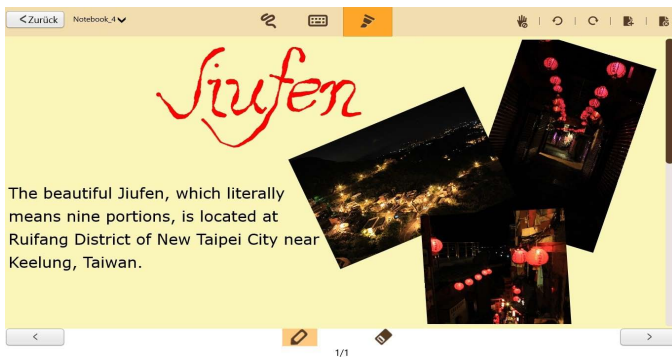 <Zurück Notebook_4
Jiufen
The beautiful Jiufen, which literally
means nine portions, is located at
Ruifang District of New Taipei City near
Keelung, Taiwan.
1/1